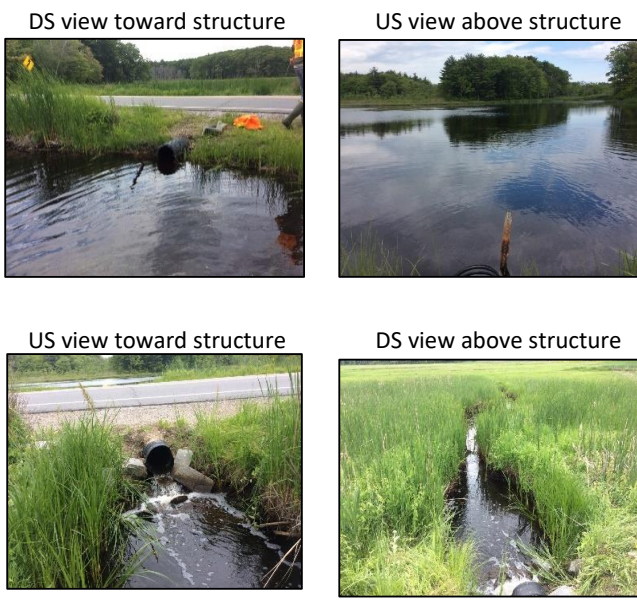 DS view toward structure
US view above structure
US view toward structure
DS view above structure